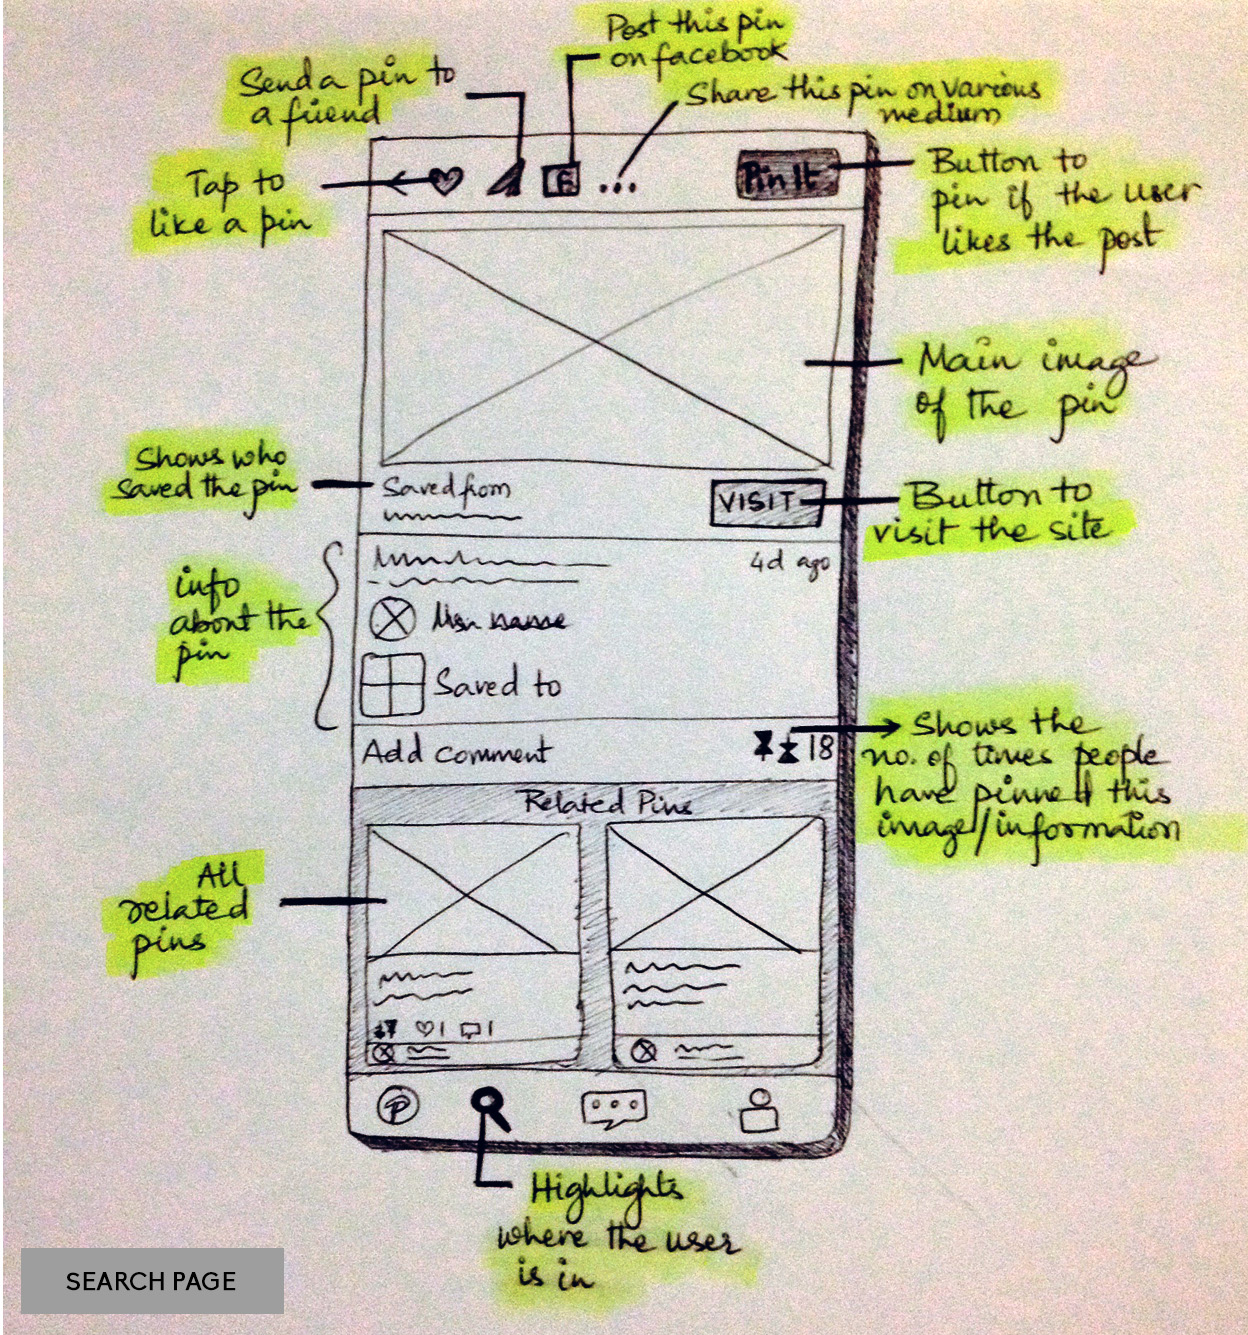 Post this pin
on facebook
Send a pin to
a friend
Share this pin on various
medium
Tap to
like a pin
F
...
Pin It
Button to
pin if the user
likes the post
Main image
of the pin
Shows who
saved the pin
Saved from
VISIT
Button to
visit the site
info
about the
pin
4d ago
name
Saved to
Add comment
18
Shows the
no. of times people
have pinned this
image/information
Related Pins
All
related
pins
1
1
P
Highlights
where the user
is in
SEARCH PAGE